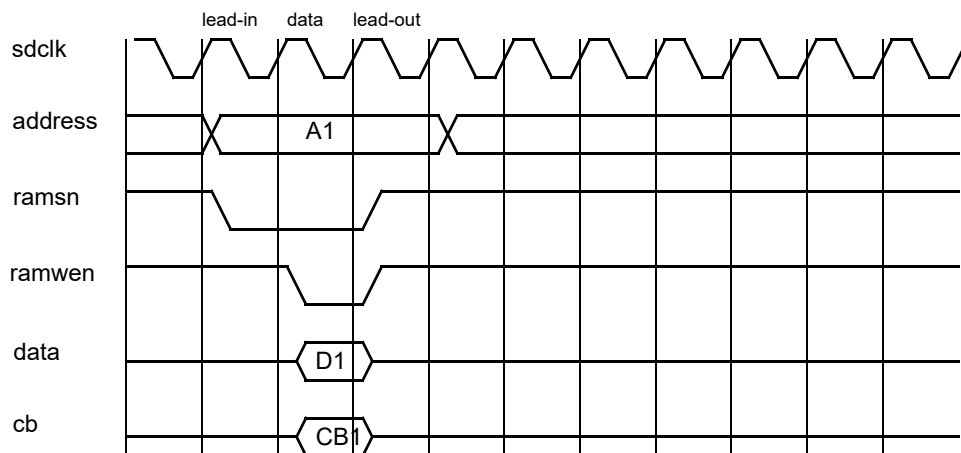 lead-in data lead-out
sdclk
address A1
ramsn
ramwen
data D1
cb CB1